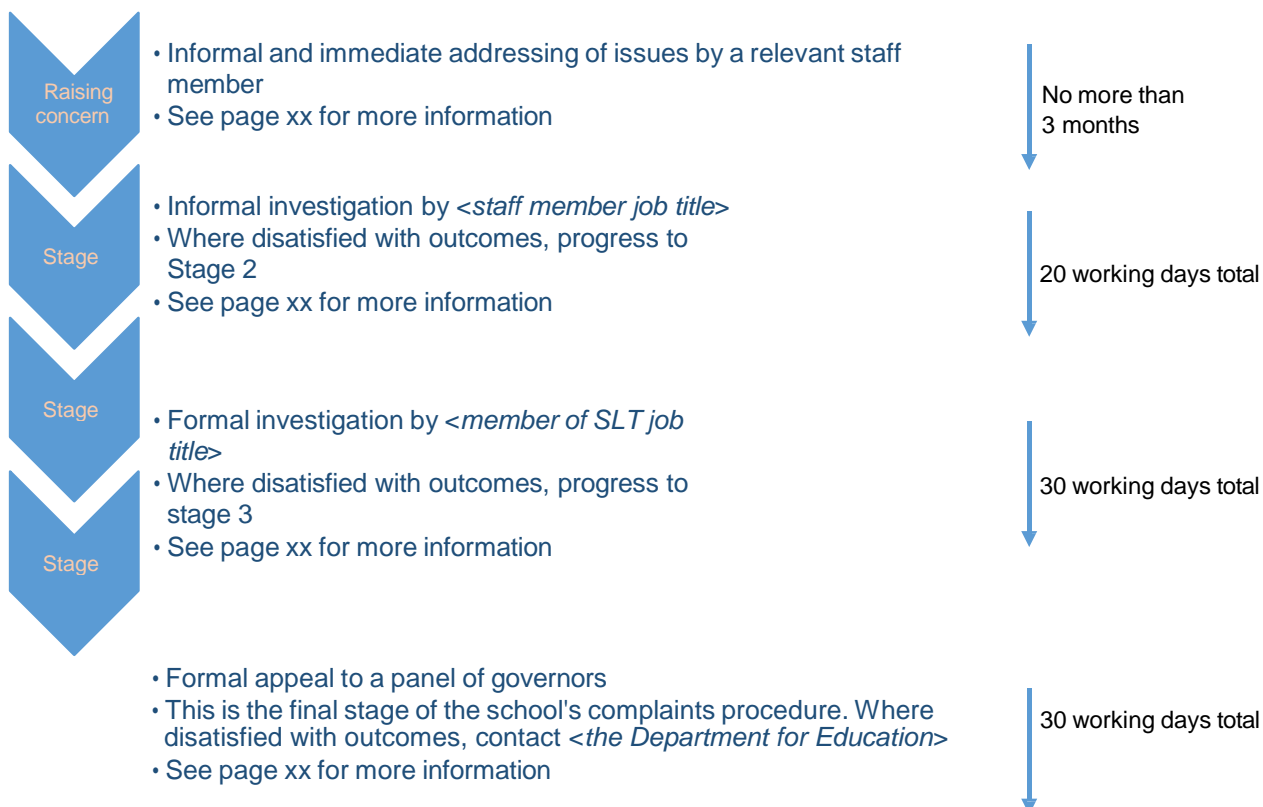 Raising
concern
• Informal and immediate addressing of issues by a relevant staff
member
• See page xx for more information
No more than
3 months
Stage
• Informal investigation by <staff member job title>
• Where disatisfied with outcomes, progress to
Stage 2
• See page xx for more information
20 working days total
Stage
• Formal investigation by <member of SLT job
title>
• Where disatisfied with outcomes, progress to
stage 3
• See page xx for more information
30 working days total
Stage
• Formal appeal to a panel of governors
• This is the final stage of the school's complaints procedure. Where
disatisfied with outcomes, contact <the Department for Education>
• See page xx for more information
30 working days total